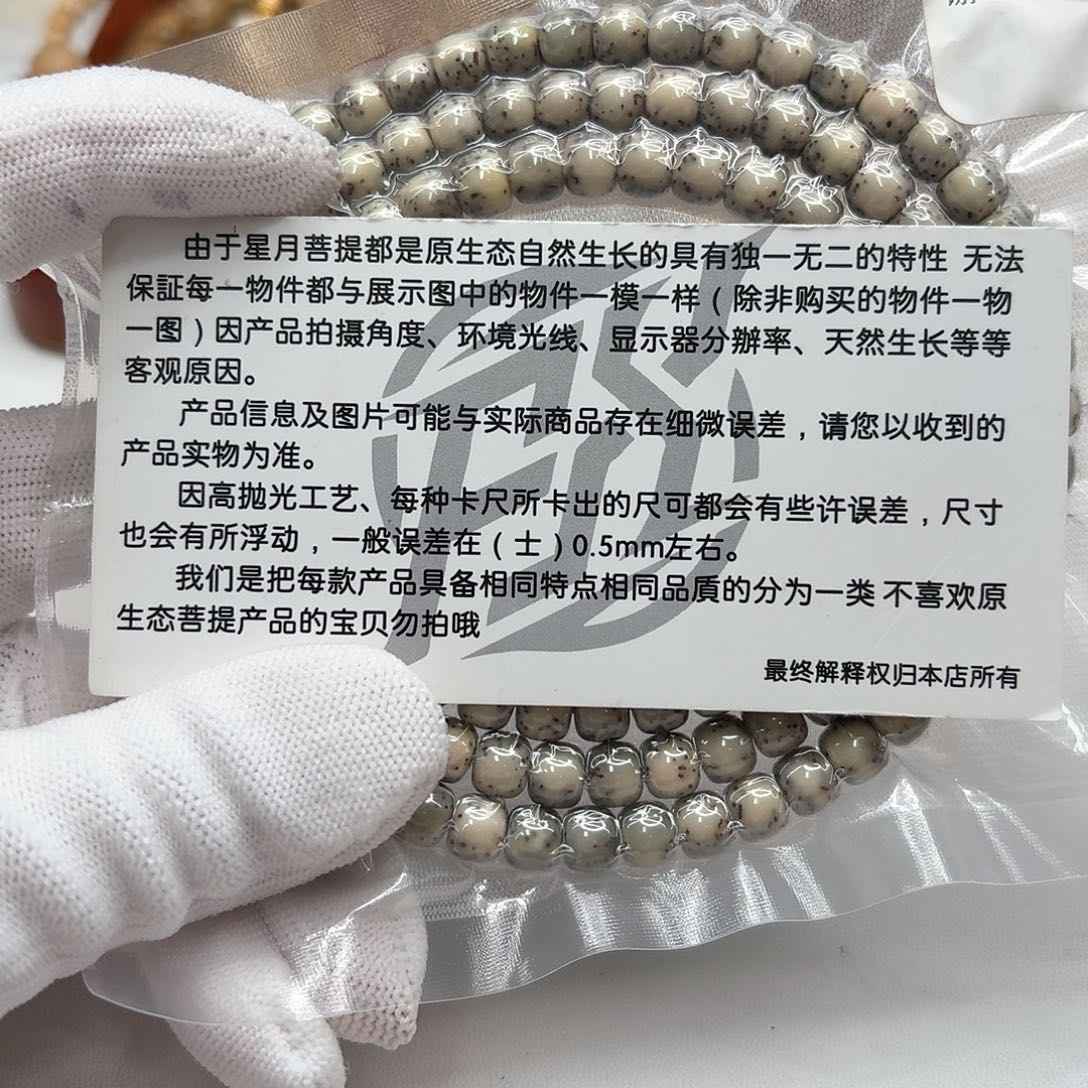 由于星月菩提都是原生态自然生长的具有独一无二的特性 无法
保証每一物件都与展示图中的物件一模一样（除非购买的物件一物
一图）因产品拍摄角度、环境光线、显示器分辦率、天然生长等等
客观原因。
产品信息及图片可能与实际商品存在细微误差，请您以收到的
产品实物为准。
因高抛光工艺、每种卡尺所卡出的尺可都会有些许误差，尺寸
也会有所浮动，一般误差在（士）0.5mm左右。
我们是把每款产品具备相同特点相同品质的分为一类 不喜欢原
生态菩提产品的宝贝勿拍哦
最终解释权归本店所有